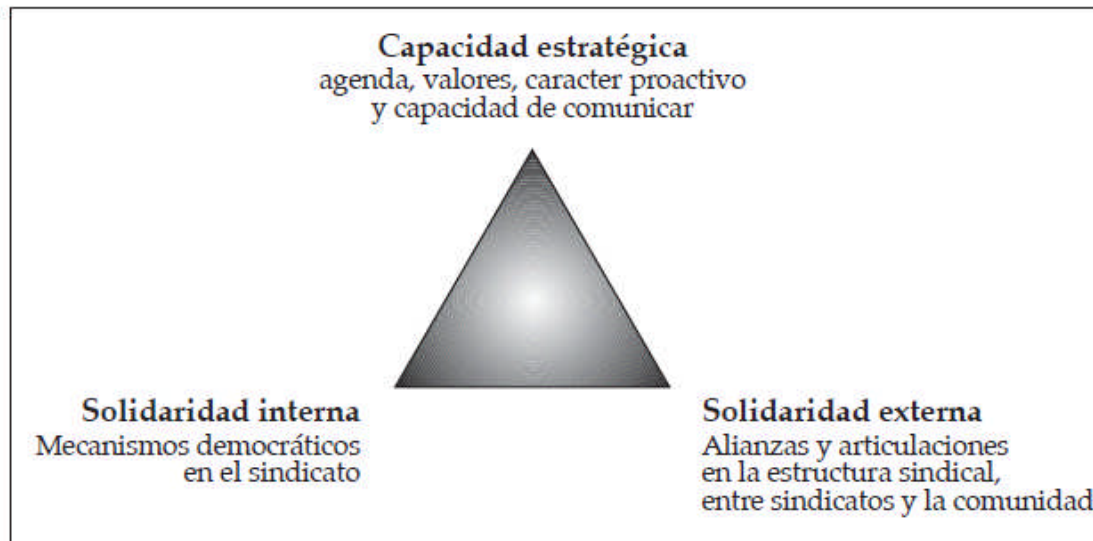 Capacidad estratégica
agenda, valores, caracter proactivo
y capacidad de comunicar
Solidaridad interna
Mecanismos democráticos
en el sindicato
Solidaridad externa
Alianzas y articulaciones
en la estructura sindical,
entre sindicatos y la comunidad